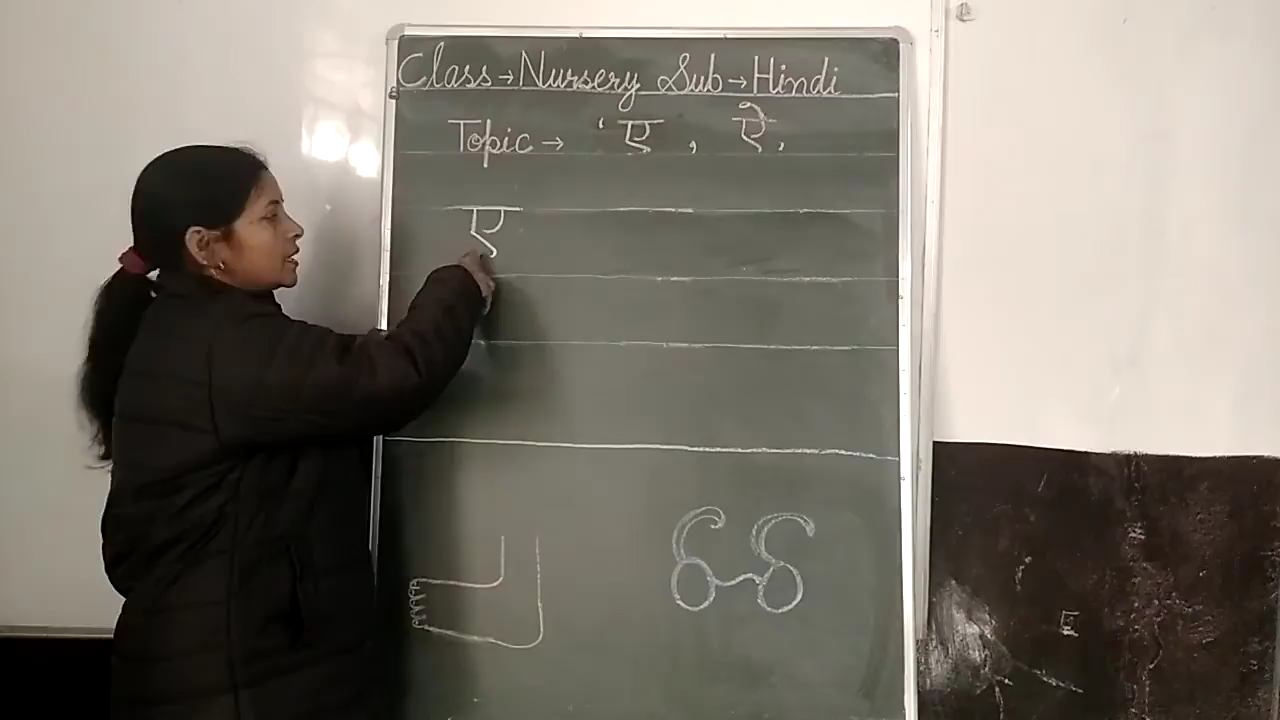 Class→Nursery Sub→Hindi
Topic → ' ए , ऐ.
ए